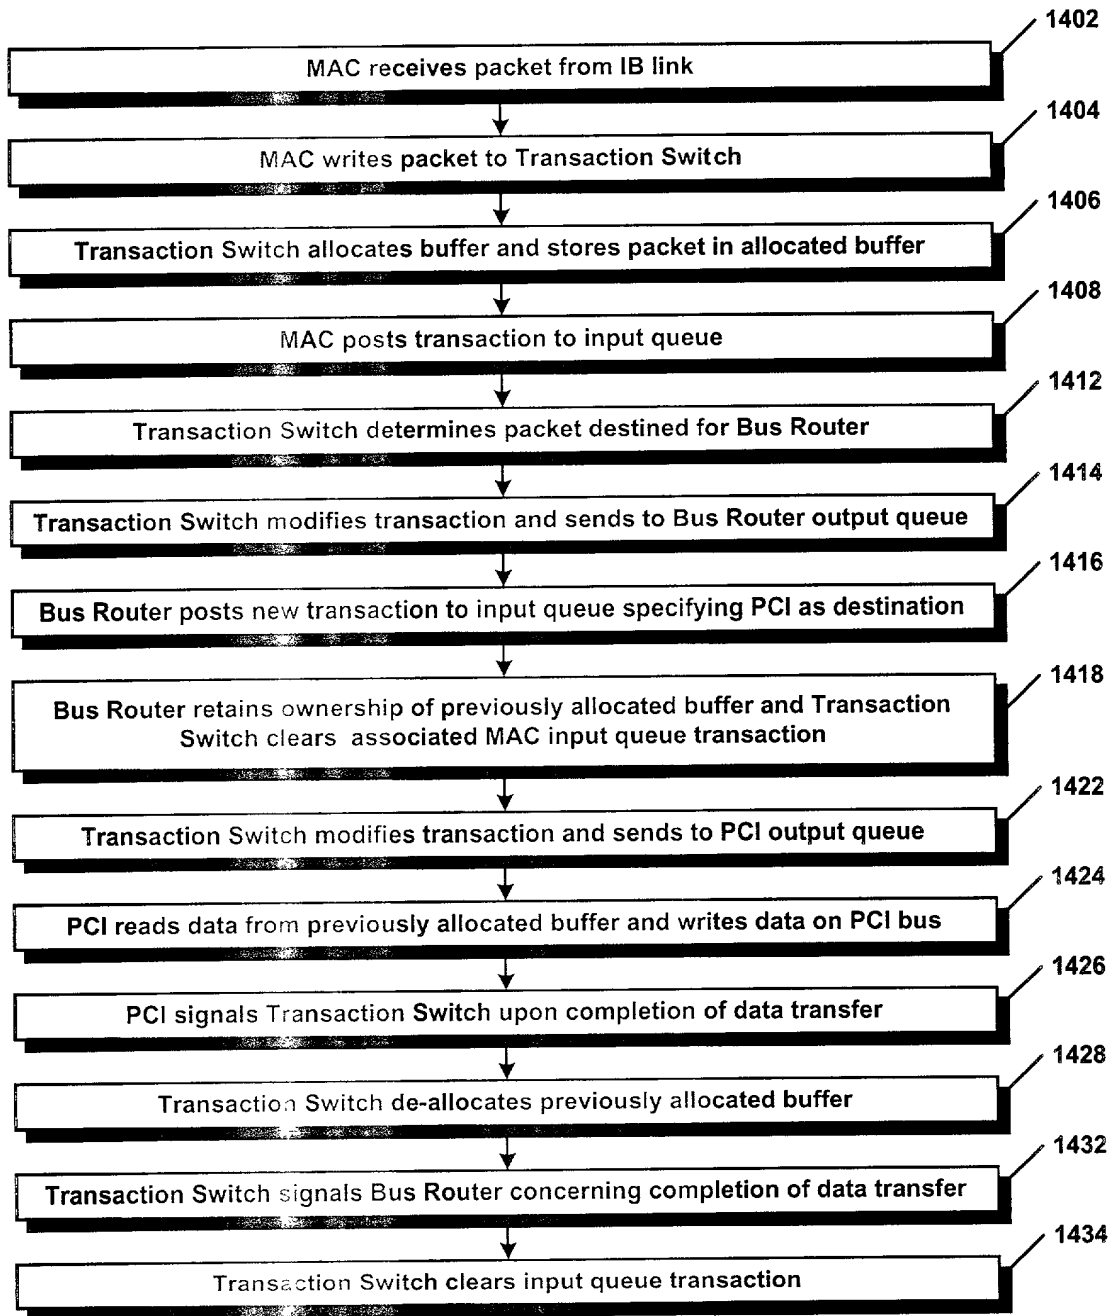 1402
MAC receives packet from IB link
1404
MAC writes packet to Transaction Switch
1406
Transaction Switch allocates buffer and stores packet in allocated buffer
1408
MAC posts transaction to input queue
1412
Transaction Switch determines packet destined for Bus Router
1414
Transaction Switch modifies transaction and sends to Bus Router output queue
1416
Bus Router posts new transaction to input queue specifying PCI as destination
1418
Bus Router retains ownership of previously allocated buffer and Transaction
Switch clears associated MAC input queue transaction
1422
Transaction Switch modifies transaction and sends to PCI output queue
1424
PCI reads data from previously allocated buffer and writes data on PCI bus
1426
PCI signals Transaction Switch upon completion of data transfer
1428
Transaction Switch de-allocates previously allocated buffer
1432
Transaction Switch signals Bus Router concerning completion of data transfer
1434
Transaction Switch clears input queue transaction